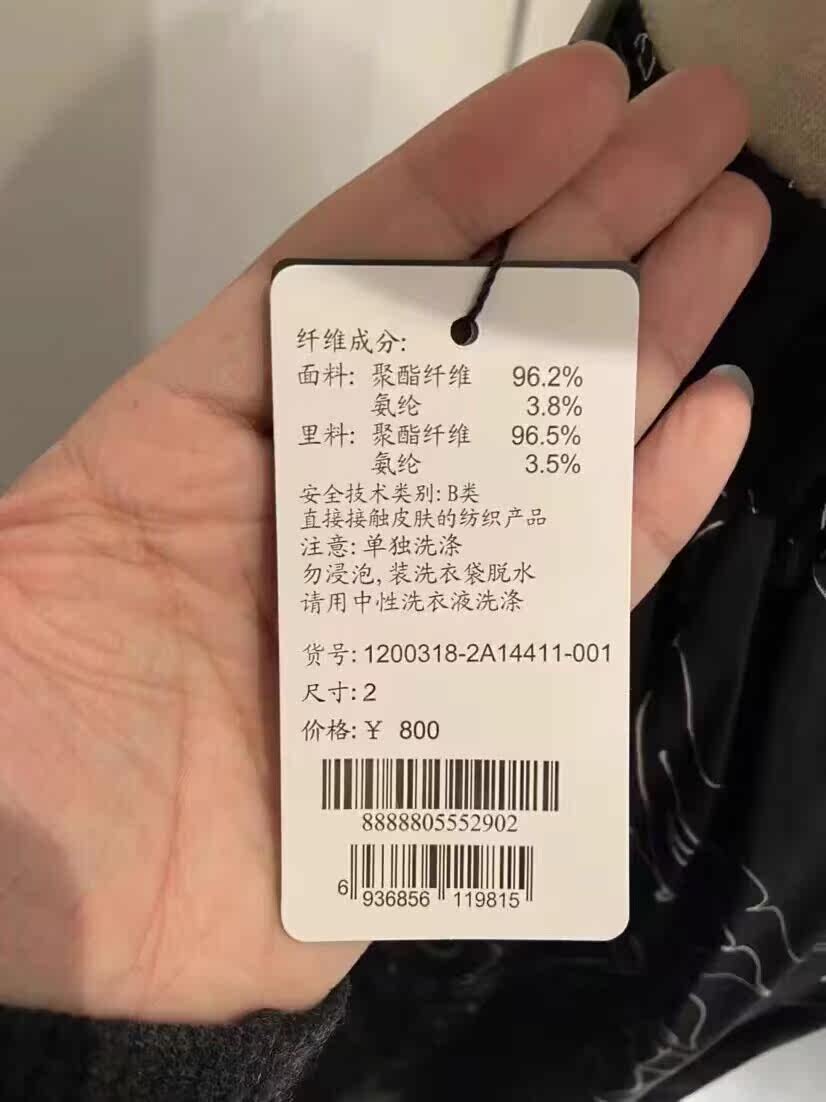 纤维成分:
面料: 聚酯纤维 96.2%
氨纶 3.8%
里料: 聚酯纤维 96.5%
氨纶 3.5%
安全技术类别: B类
直接接触皮肤的纺织产品
注意: 单独洗涤
勿浸泡, 装洗衣袋脱水
请用中性洗衣液洗涤
货号: 1200318-2A14411-001
尺寸: 2
价格: ¥ 800
8888805552902
6 936856 119815